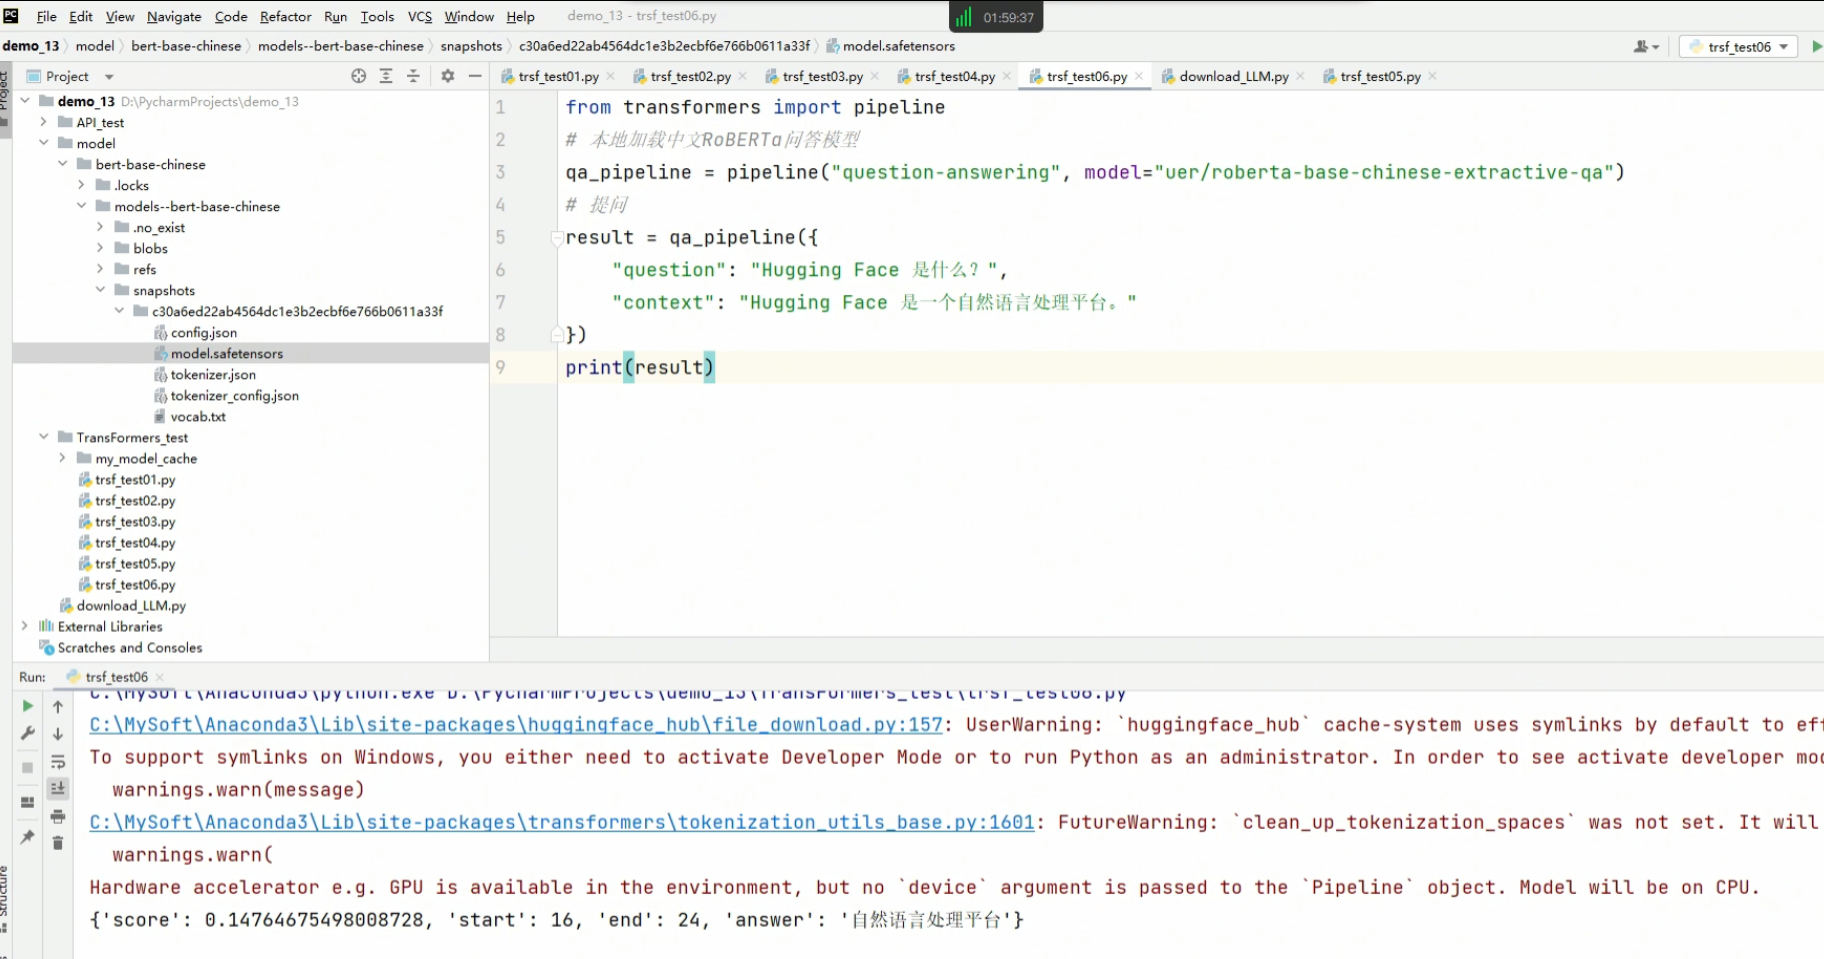 File Edit View Navigate Code Refactor Run Tools VCS Window Help demo_13 - trsf_test06.py 01:59:37
demo_13 model bert-base-chinese models--bert-base-chinese snapshots c30a6ed22ab4564dc1e3b2ecbf6e766b0611a33f model.safetensors trsf_test06
Project
trsf_test01.py trsf_test02.py trsf_test03.py trsf_test04.py trsf_test06.py download_LLM.py trsf_test05.py
Project
demo_13 D:\PycharmProjects\demo_13
API_test
model
bert-base-chinese
.locks
models--bert-base-chinese
.no_exist
blobs
refs
snapshots
c30a6ed22ab4564dc1e3b2ecbf6e766b0611a33f
config.json
model.safetensors
tokenizer.json
tokenizer_config.json
vocab.txt
TransFormers_test
my_model_cache
trsf_test01.py
trsf_test02.py
trsf_test03.py
trsf_test04.py
trsf_test05.py
trsf_test06.py
download_LLM.py
External Libraries
Scratches and Consoles
1 from transformers import pipeline
2 # 本地加载中文RoBERTa问答模型
3 qa_pipeline = pipeline("question-answering", model="uer/roberta-base-chinese-extractive-qa")
4 # 提问
5 result = qa_pipeline({
6 "question": "Hugging Face 是什么？",
7 "context": "Hugging Face 是一个自然语言处理平台。"
8 })
9 print(result)
Run: trsf_test06
C:\MySoft\Anaconda3\python.exe D:\PycharmProjects\demo_13\TransFormers_test\trsf_test06.py
C:\MySoft\Anaconda3\Lib\site-packages\huggingface_hub\file_download.py:157: UserWarning: `huggingface_hub` cache-system uses symlinks by default to
To support symlinks on Windows, you either need to activate Developer Mode or to run Python as an administrator. In order to see activate developer
warnings.warn(message)
C:\MySoft\Anaconda3\Lib\site-packages\transformers\tokenization_utils_base.py:1601: FutureWarning: `clean_up_tokenization_spaces` was not set. It will
warnings.warn(
Hardware accelerator e.g. GPU is available in the environment, but no `device` argument is passed to the `Pipeline` object. Model will be on CPU.
{'score': 0.14764675498008728, 'start': 16, 'end': 24, 'answer': '自然语言处理平台'}
Structure